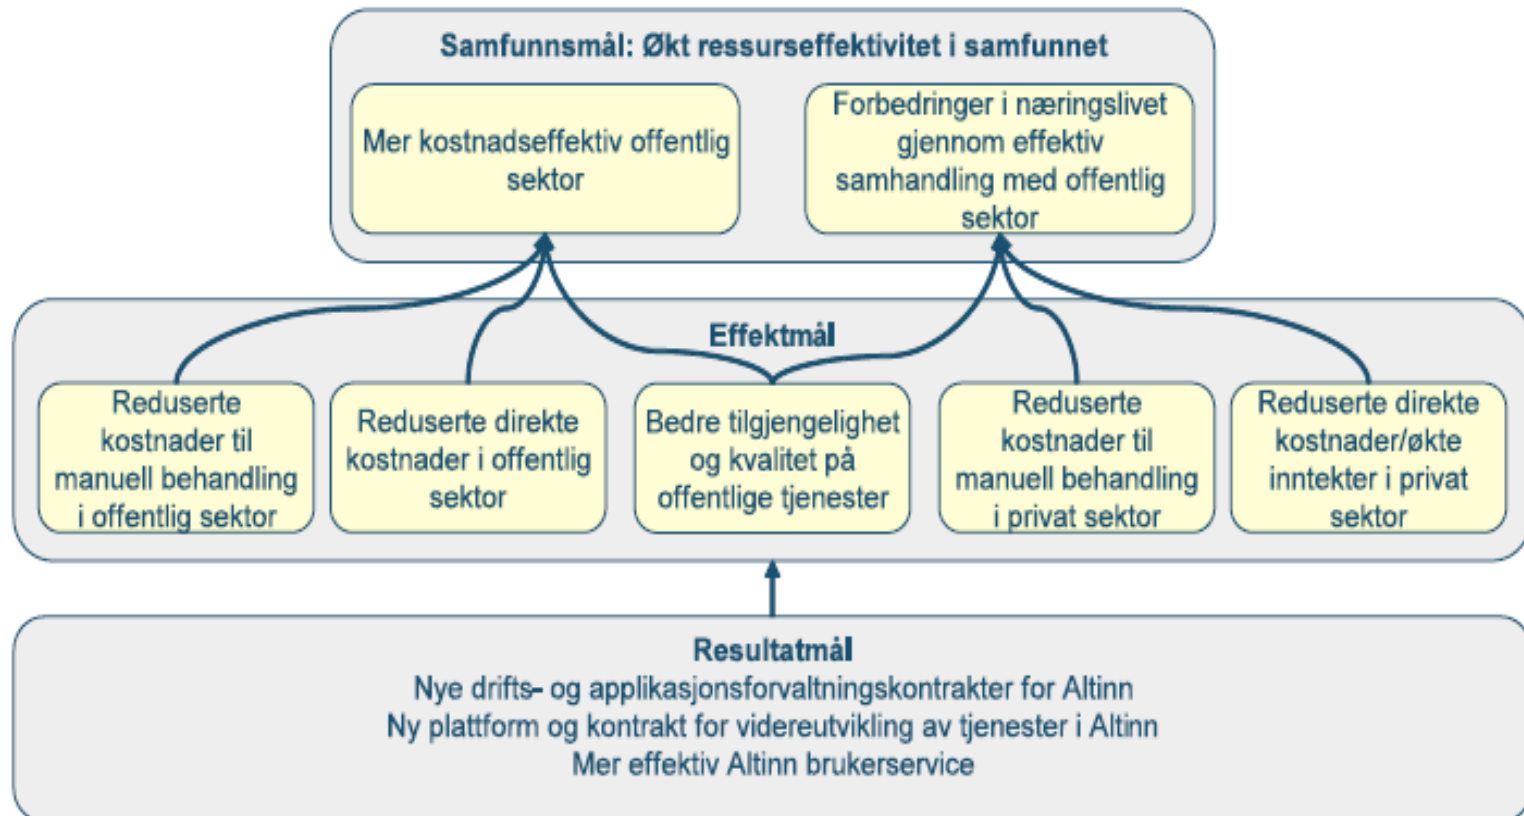 Samfunnsmål: Økt ressurseffektivitet i samfunnet
Mer kostnadseffektiv offentlig
sektor
Forbedringer i næringslivet
gjennom effektiv
samhandling med offentlig
sektor
Effektmål
Reduserte
kostnader til
manuell behandling
i offentlig sektor
Reduserte direkte
kostnader i offentlig
sektor
Bedre tilgjengelighet
og kvalitet på
offentlige tjenester
Reduserte
kostnader til
manuell behandling
i privat sektor
Reduserte direkte
kostnader/økte
inntekter i privat
sektor
Resultatmål
Nye drifts- og applikasjonsforvaltningskontrakter for Altinn
Ny plattform og kontrakt for videreutvikling av tjenester i Altinn
Mer effektiv Altinn brukerservice